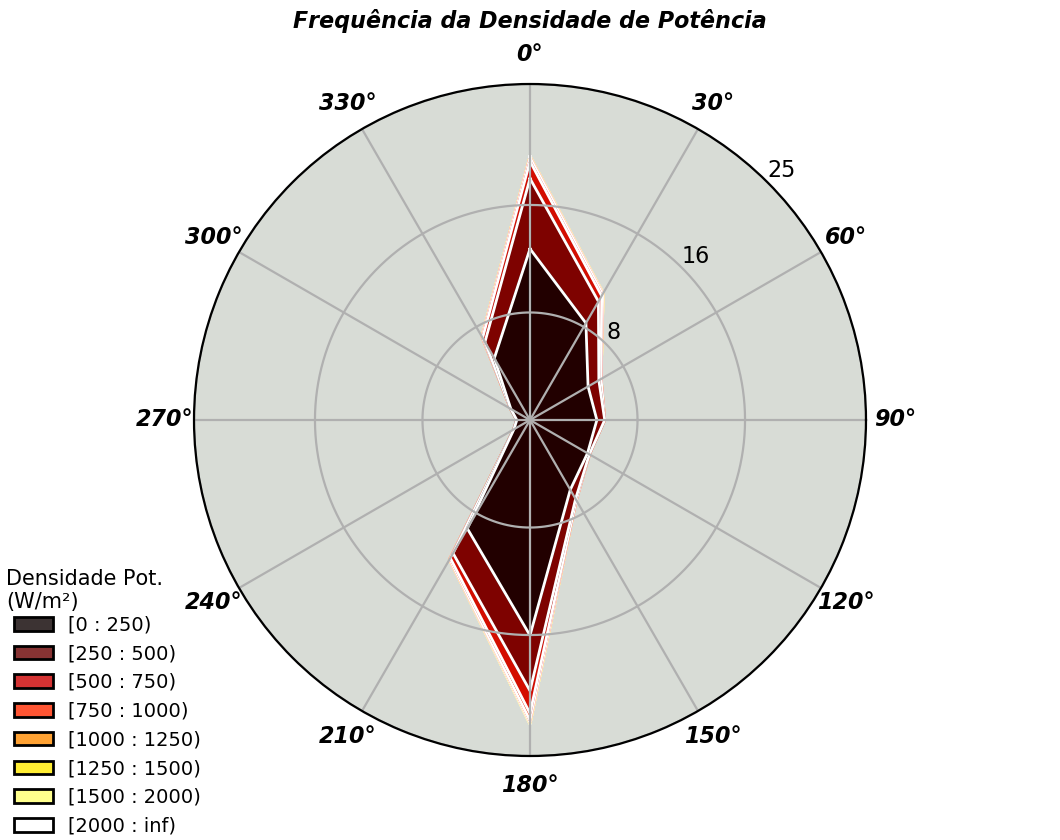 Frequência da Densidade de Potência
0°
330°
30°
25
300°
60°
16
8
270°
90°
240°
120°
210°
150°
180°
Densidade Pot.
(W/m²)
[0 : 250)
[250 : 500)
[500 : 750)
[750 : 1000)
[1000 : 1250)
[1250 : 1500)
[1500 : 2000)
[2000 : inf)